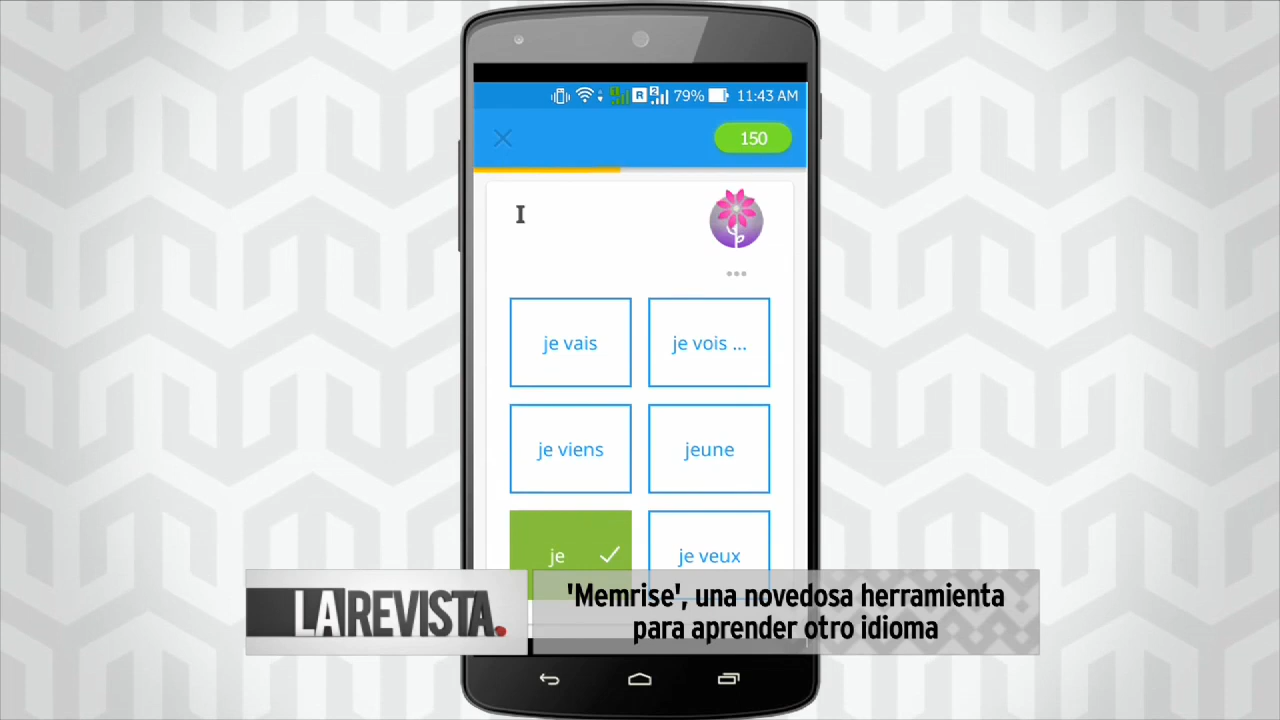 R 2 79% 11:43 AM
150
I
je vais
je vois ...
je viens
jeune
je
je veux
LAREVISTA.
'Memrise', una novedosa herramienta
para aprender otro idioma